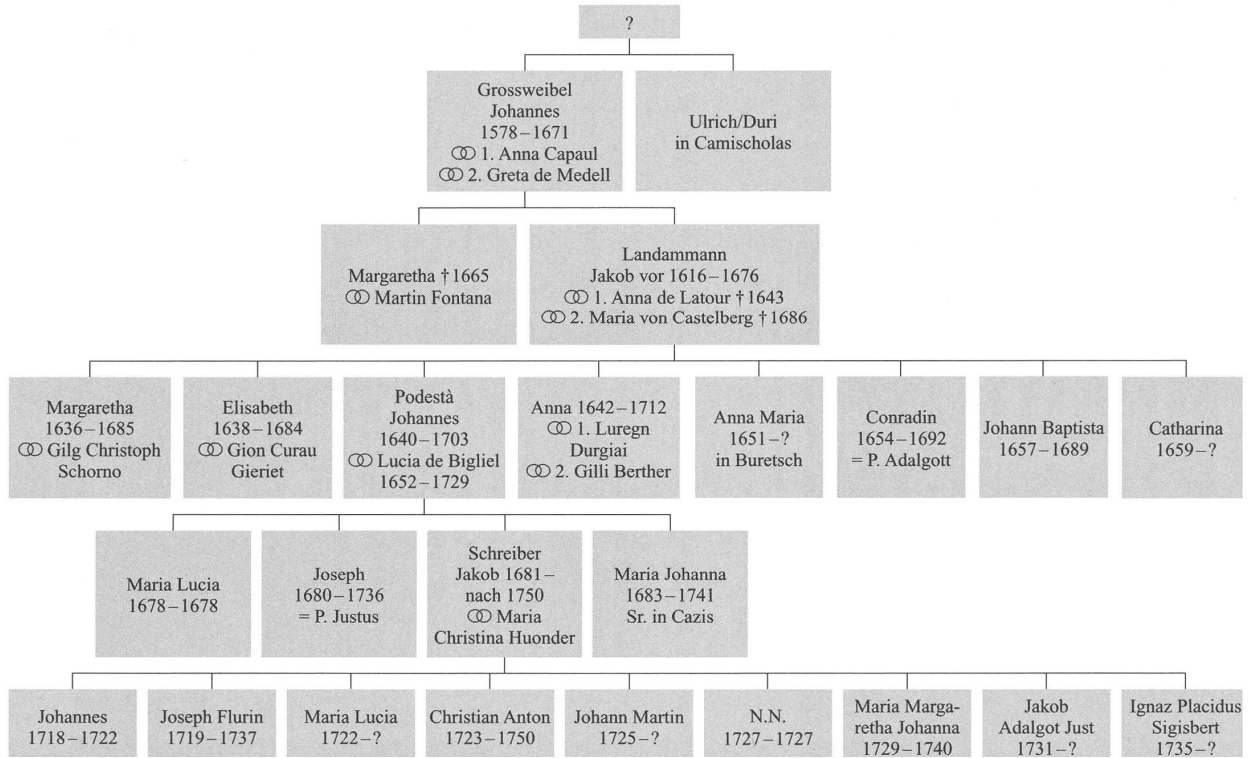 ?
Grossweibel
Johannes
1578–1671
⚭ 1. Anna Capaul
⚭ 2. Greta de Medell
Ulrich/Duri
in Camischolas
Margaretha † 1665
⚭ Martin Fontana
Landammann
Jakob vor 1616–1676
⚭ 1. Anna de Latour † 1643
⚭ 2. Maria von Castelberg † 1686
Margaretha
1636–1685
⚭ Gilg Christoph
Schorno
Elisabeth
1638–1684
⚭ Gion Curau
Gieriet
Podestà
Johannes
1640–1703
⚭ Lucia de Bigliel
1652–1729
Anna 1642–1712
⚭ 1. Luregn
Durgiai
⚭ 2. Gilli Berther
Anna Maria
1651–?
in Buretsch
Conradin
1654–1692
= P. Adalgott
Johann Baptista
1657–1689
Catharina
1659–?
Maria Lucia
1678–1678
Joseph
1680–1736
= P. Justus
Schreiber
Jakob 1681–
nach 1750
⚭ Maria
Christina Huonder
Maria Johanna
1683–1741
Sr. in Cazis
Johannes
1718–1722
Joseph Flurin
1719–1737
Maria Lucia
1722–?
Christian Anton
1723–1750
Johann Martin
1725–?
N.N.
1727–1727
Maria Marga-
retha Johanna
1729–1740
Jakob
Adalgot Just
1731–?
Ignaz Placidus
Sigisbert
1735–?